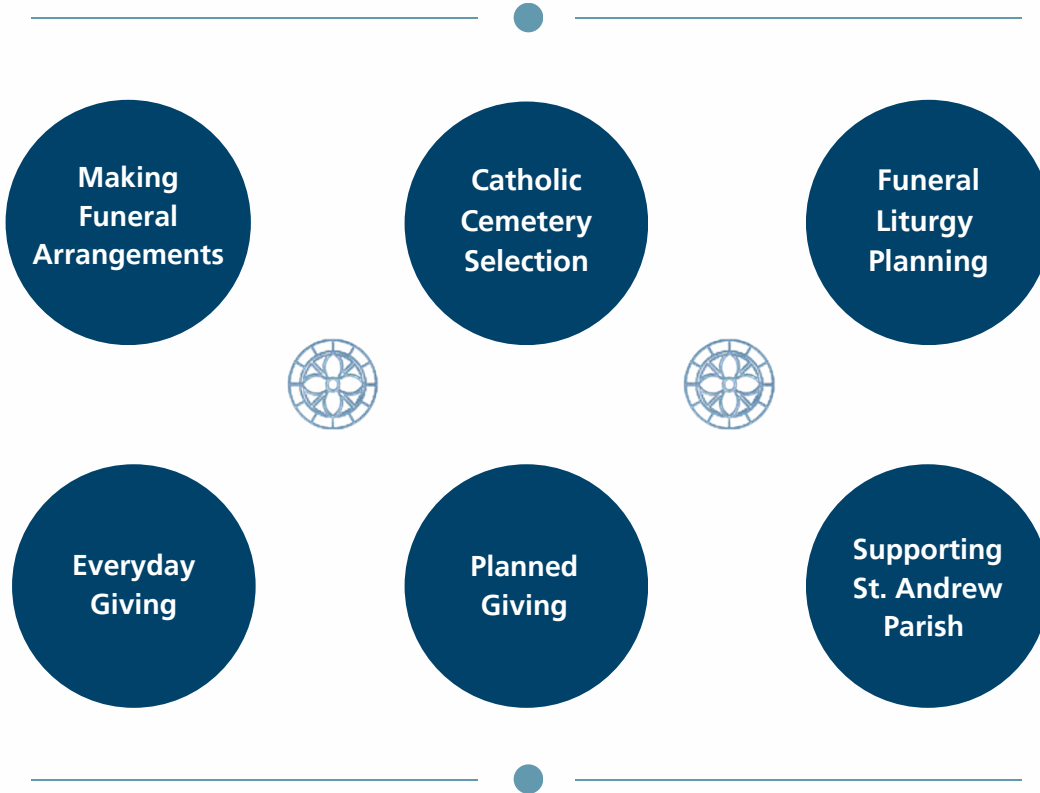 Making
Funeral
Arrangements
Catholic
Cemetery
Selection
Funeral
Liturgy
Planning
Everyday
Giving
Planned
Giving
Supporting
St. Andrew
Parish